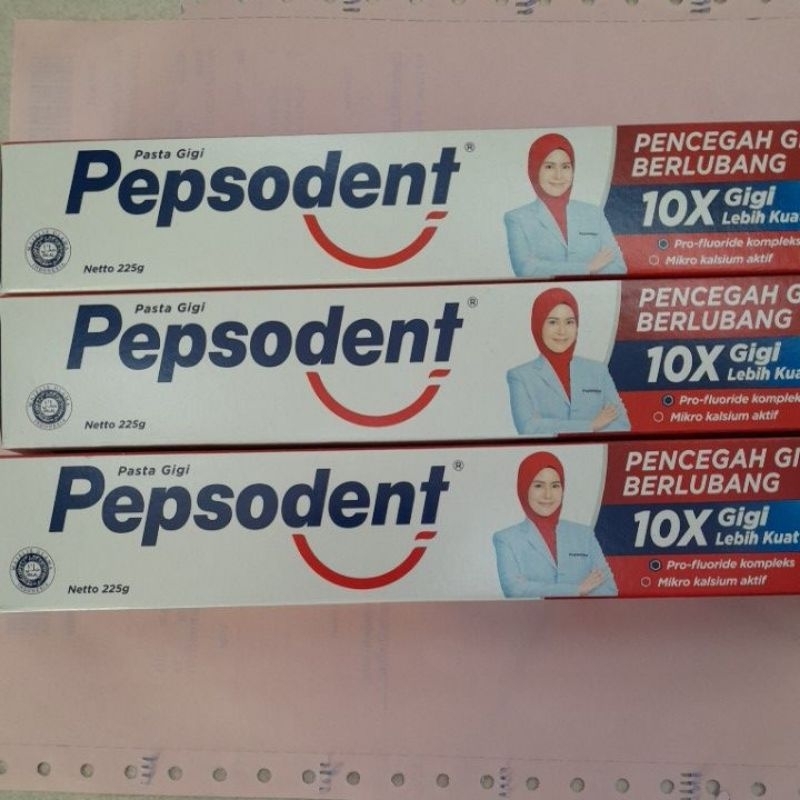 Pasta Gigi
Pepsodent®
Netto 225g
PENCEGAH GI
BERLUBANG
10X Gigi
Lebih Kuat
Pro-fluoride kompleks
Mikro kalsium aktif
Pasta Gigi
Pepsodent®
Netto 225g
PENCEGAH G
BERLUBANG
10X Gigi
Lebih Kua
Pro-fluoride kompleks
Mikro kalsium aktif
Pasta Gigi
Pepsodent®
Netto 225g
PENCEGAH GI
BERLUBANG
10X Gigi
Lebih Kuat
Pro-fluoride kompleks
Mikro kalsium aktif